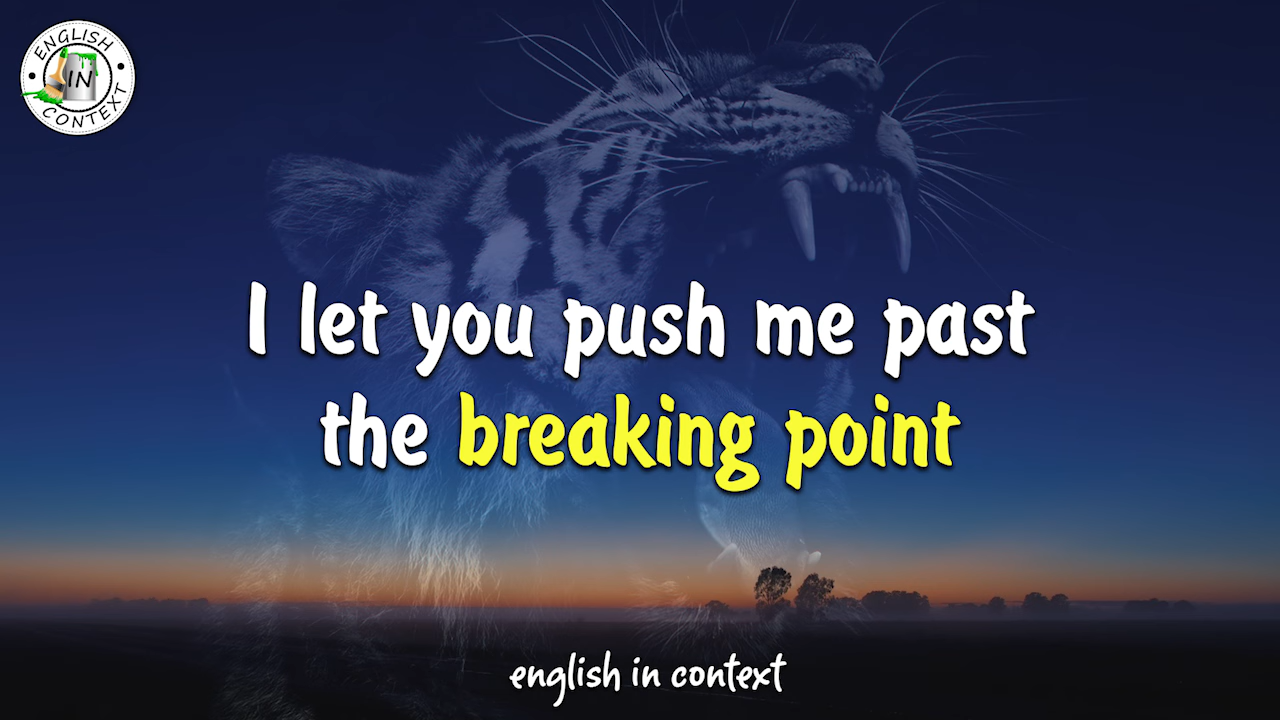 ENGLISH
IN
CONTEXT
I let you push me past
the breaking point
english in context